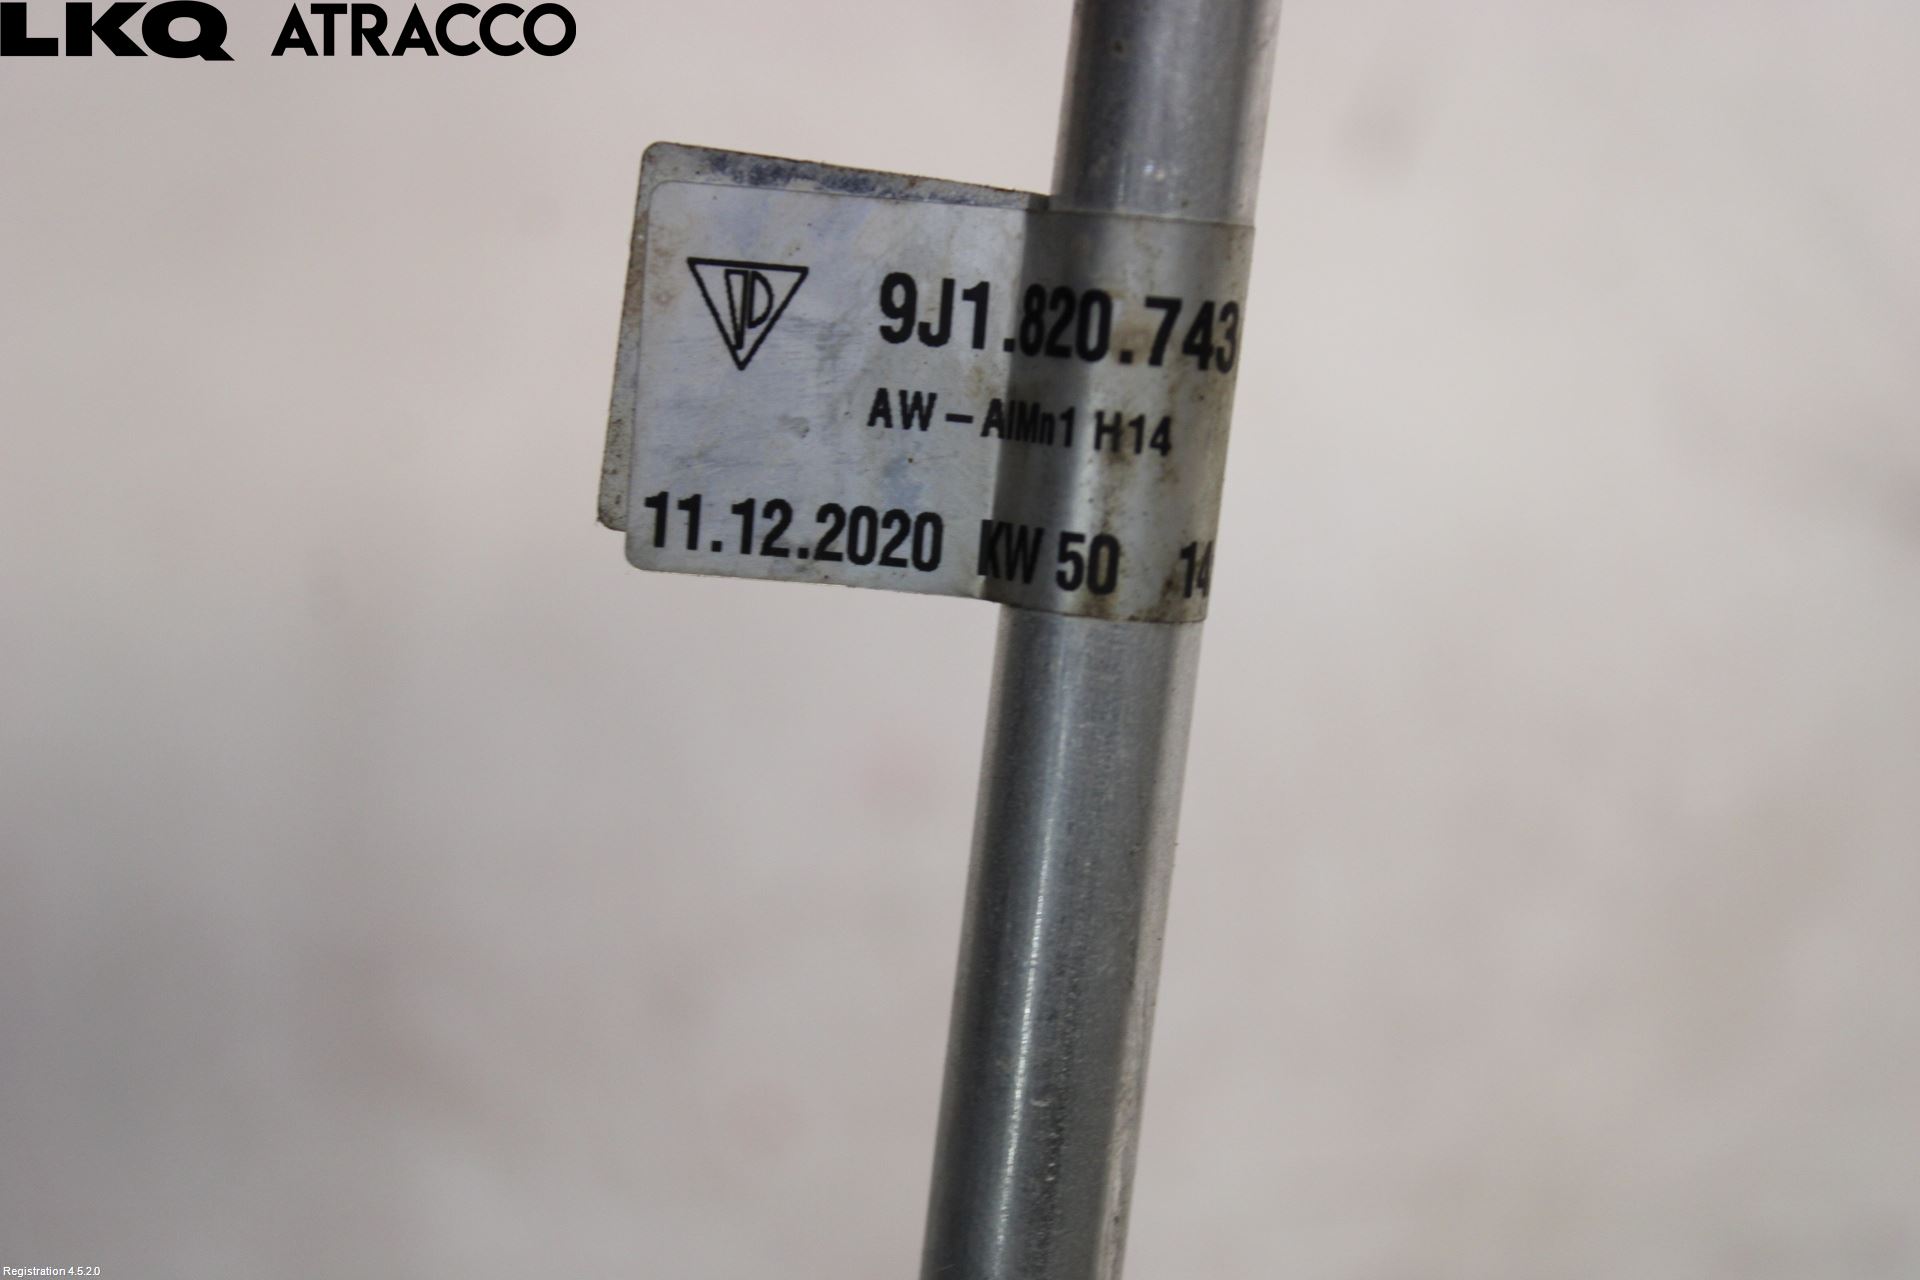 LKQ ATRACCO
9J1.820.743
AW-AlMn1 H14
11.12.2020 KW 50 14
Registration 4.5.2.0